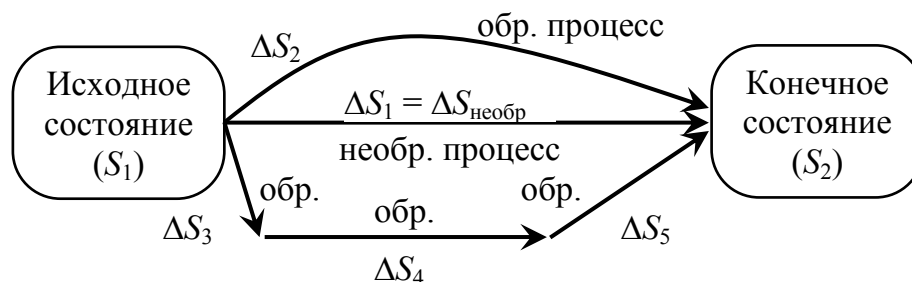 обр. процесс
ΔS₂
Исходное
состояние
(S₁)
ΔS₁ = ΔSнеобр
необр. процесс
Конечное
состояние
(S₂)
обр.
обр.
обр.
ΔS₃
ΔS₄
ΔS₅